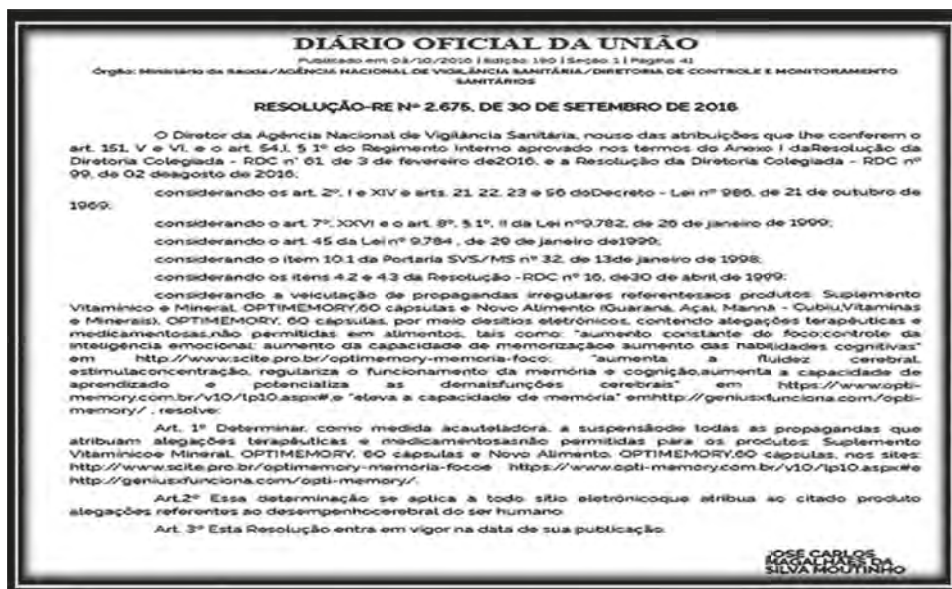 DIÁRIO OFICIAL DA UNIÃO
Publicado em 03/10/2016 | Edição: 190 | Seção: 1 | Página: 41
Órgão: Ministério da Saúde/AGÊNCIA NACIONAL DE VIGILÂNCIA SANITÁRIA/DIRETORIA DE CONTROLE E MONITORAMENTO
SANITÁRIOS
RESOLUÇÃO-RE Nº 2.675, DE 30 DE SETEMBRO DE 2016
O Diretor da Agência Nacional de Vigilância Sanitária, nouso das atribuições que lhe conferem o
art. 151, V e VI, e o art. 54,I, § 1º do Regimento Interno aprovado nos termos do Anexo I daResolução da
Diretoria Colegiada - RDC n° 61, de 3 de fevereiro de2016, e a Resolução da Diretoria Colegiada - RDC nº
99, de 02 deagosto de 2016;
considerando os art. 2º, I e XIV e arts. 21, 22, 23 e 56 doDecreto - Lei nº 986, de 21 de outubro de
1969;
considerando o art. 7º, XXVI e o art. 8º, § 1º, II da Lei nº9.782, de 26 de janeiro de 1999;
considerando o art. 45 da Lei nº 9.784 , de 29 de janeiro de1999;
considerando o item 10.1 da Portaria SVS/MS nº 32, de 13de janeiro de 1998;
considerando os itens 4.2 e 4.3 da Resolução -RDC nº 16, de30 de abril de 1999;
considerando a veiculação de propagandas irregulares referentesaos produtos: Suplemento
Vitamínico e Mineral, OPTIMEMORY,60 cápsulas e Novo Alimento (Guaraná, Açaí, Manná - Cubiu,Vitaminas
e Minerais), OPTIMEMORY, 60 cápsulas, por meio desítios eletrônicos, contendo alegações terapêuticas e
medicamentosas,não permitidas em alimentos, tais como: "aumento constante do foco;controle da
inteligência emocional; aumento da capacidade de memorizaçãoe aumento das habilidades cognitivas"
em http://www.scite.pro.br/optimemory-memoria-foco; "aumenta a fluidez cerebral,
estimulaconcentração, regulariza o funcionamento da memória e cognição,aumenta a capacidade de
aprendizado e potencializa as demaisfunções cerebrais" em https://www.opti-
memory.com.br/v10/lp10.aspx#,e "eleva a capacidade de memória" emhttp://geniusxfunciona.com/opti-
memory/ , resolve:
Art. 1º Determinar, como medida acauteladora, a suspensãode todas as propagandas que
atribuam alegações terapêuticas e medicamentosasnão permitidas para os produtos: Suplemento
Vitamínicoe Mineral, OPTIMEMORY, 60 cápsulas e Novo Alimento, OPTIMEMORY,60 cápsulas, nos sites:
http://www.scite.pro.br/optimemory-memoria-focoe https://www.opti-memory.com.br/v10/lp10.aspx#e
http://geniusxfunciona.com/opti-memory/.
Art.2º Essa determinação se aplica a todo sítio eletrônicoque atribua ao citado produto
alegações referentes ao desempenhocerebral do ser humano.
Art. 3º Esta Resolução entra em vigor na data de sua publicação.
JOSÉ CARLOS
MAGALHÃES DA
SILVA MOUTINHO